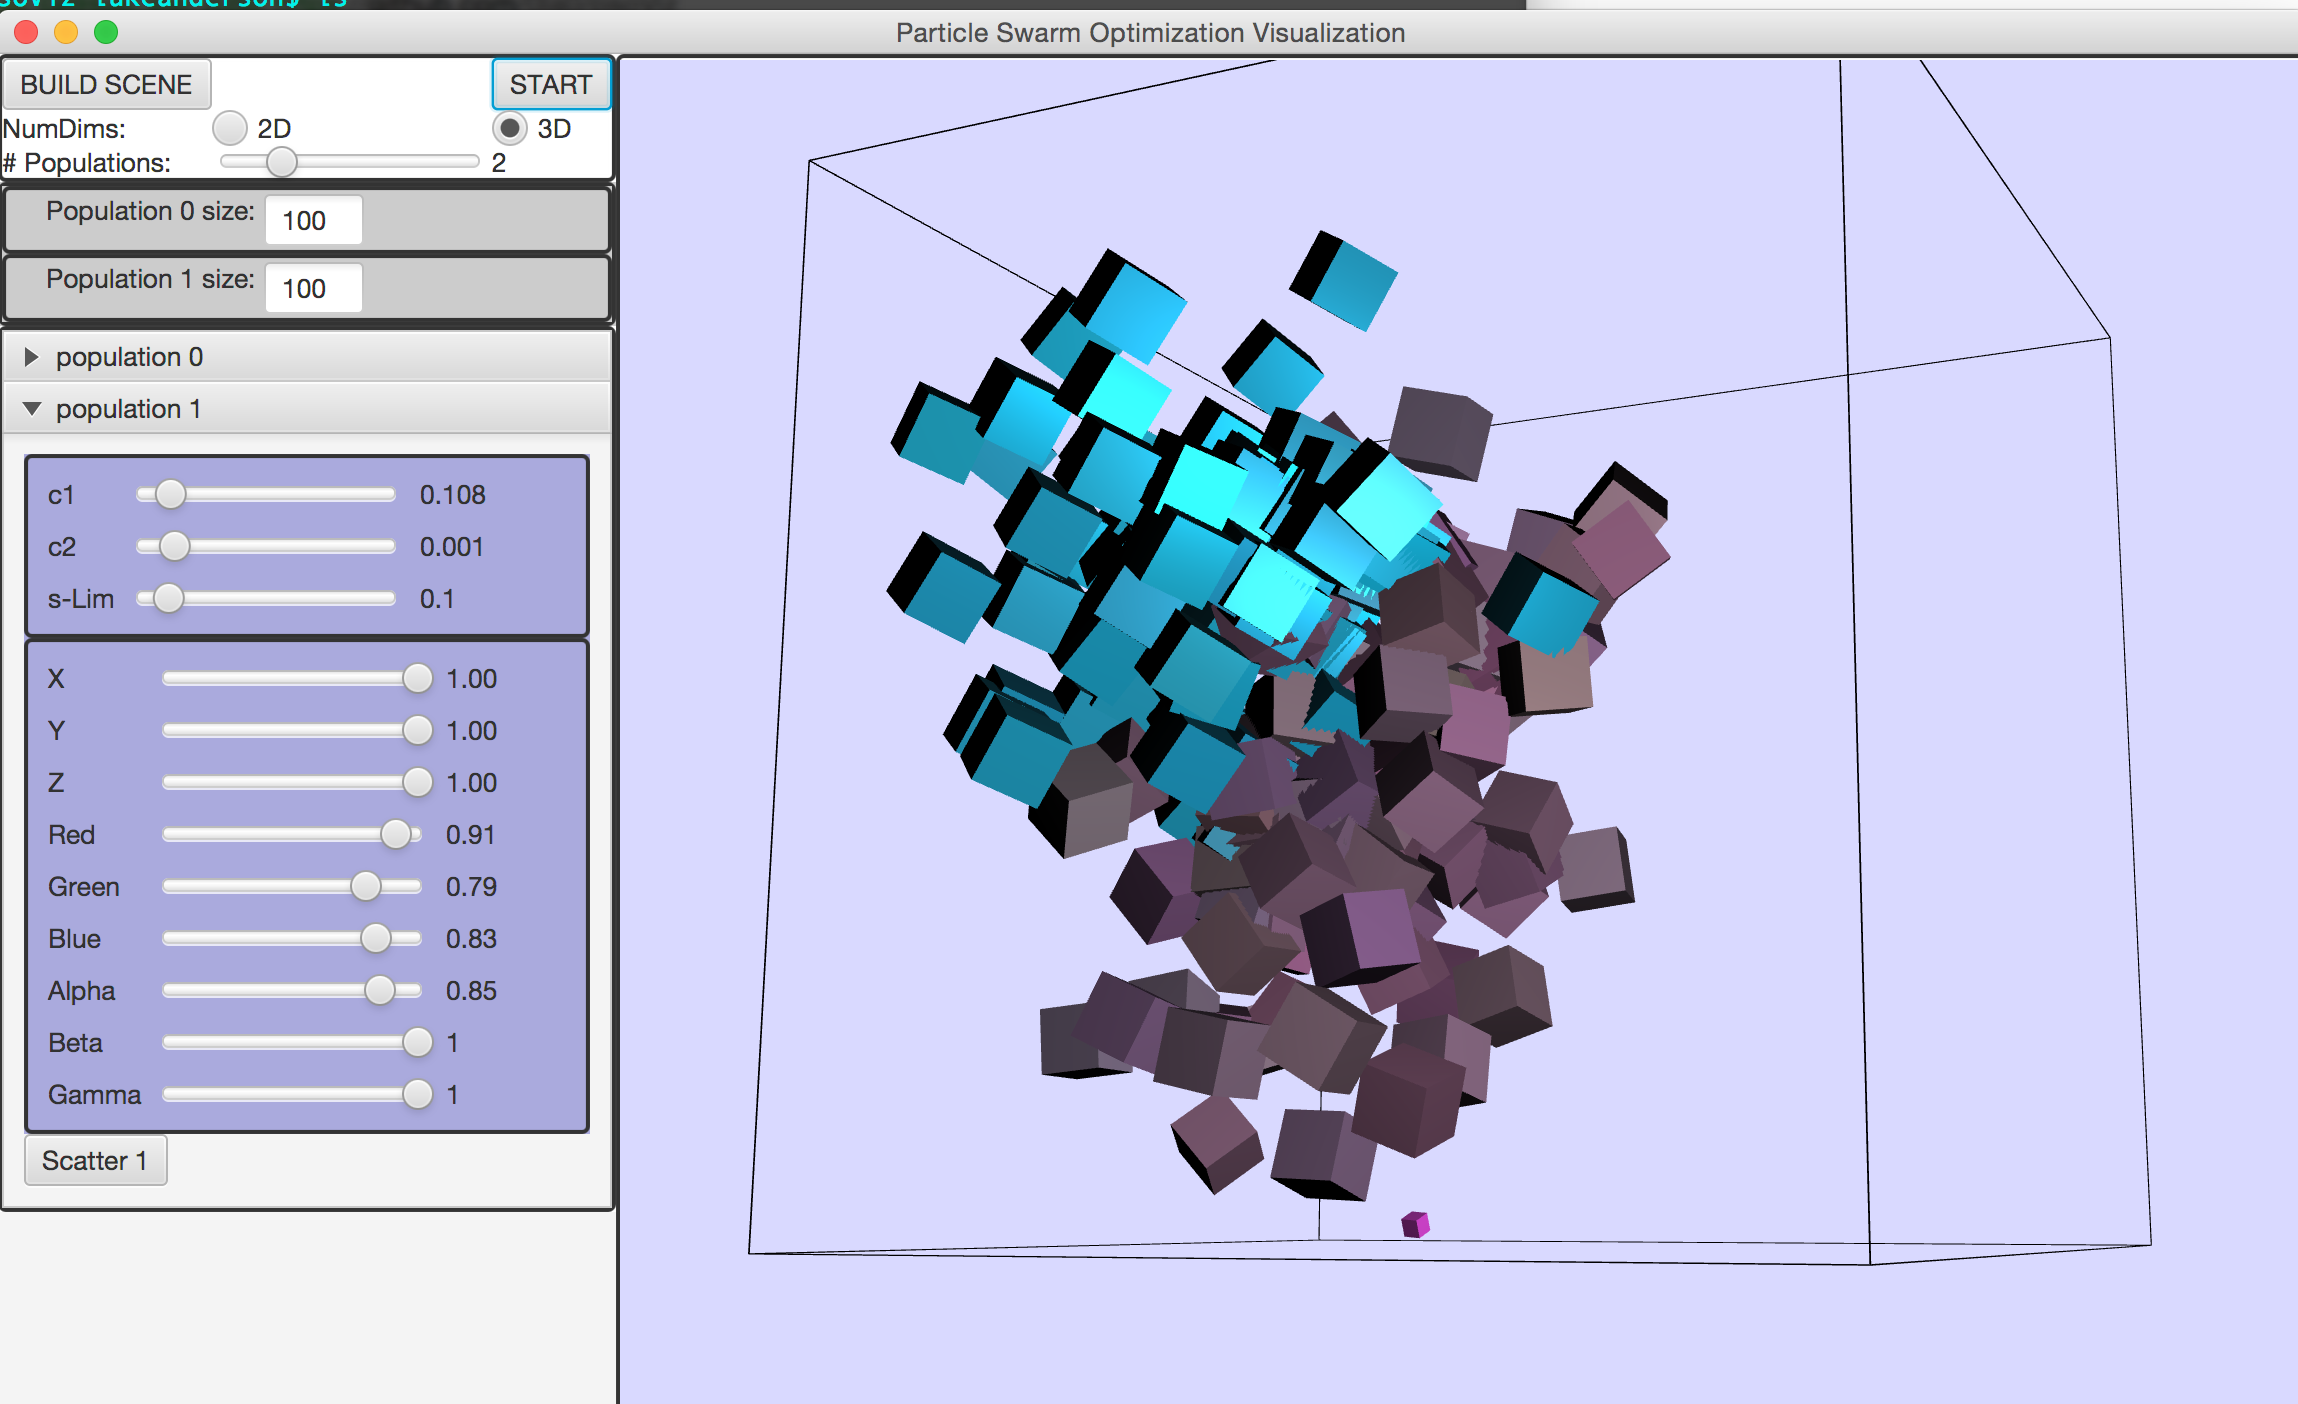 Particle Swarm Optimization Visualization
BUILD SCENE START
NumDims: 2D 3D
# Populations: 2
Population 0 size: 100
Population 1 size: 100
population 0
population 1
c1 0.108
c2 0.001
s-Lim 0.1
X 1.00
Y 1.00
Z 1.00
Red 0.91
Green 0.79
Blue 0.83
Alpha 0.85
Beta 1
Gamma 1
Scatter 1